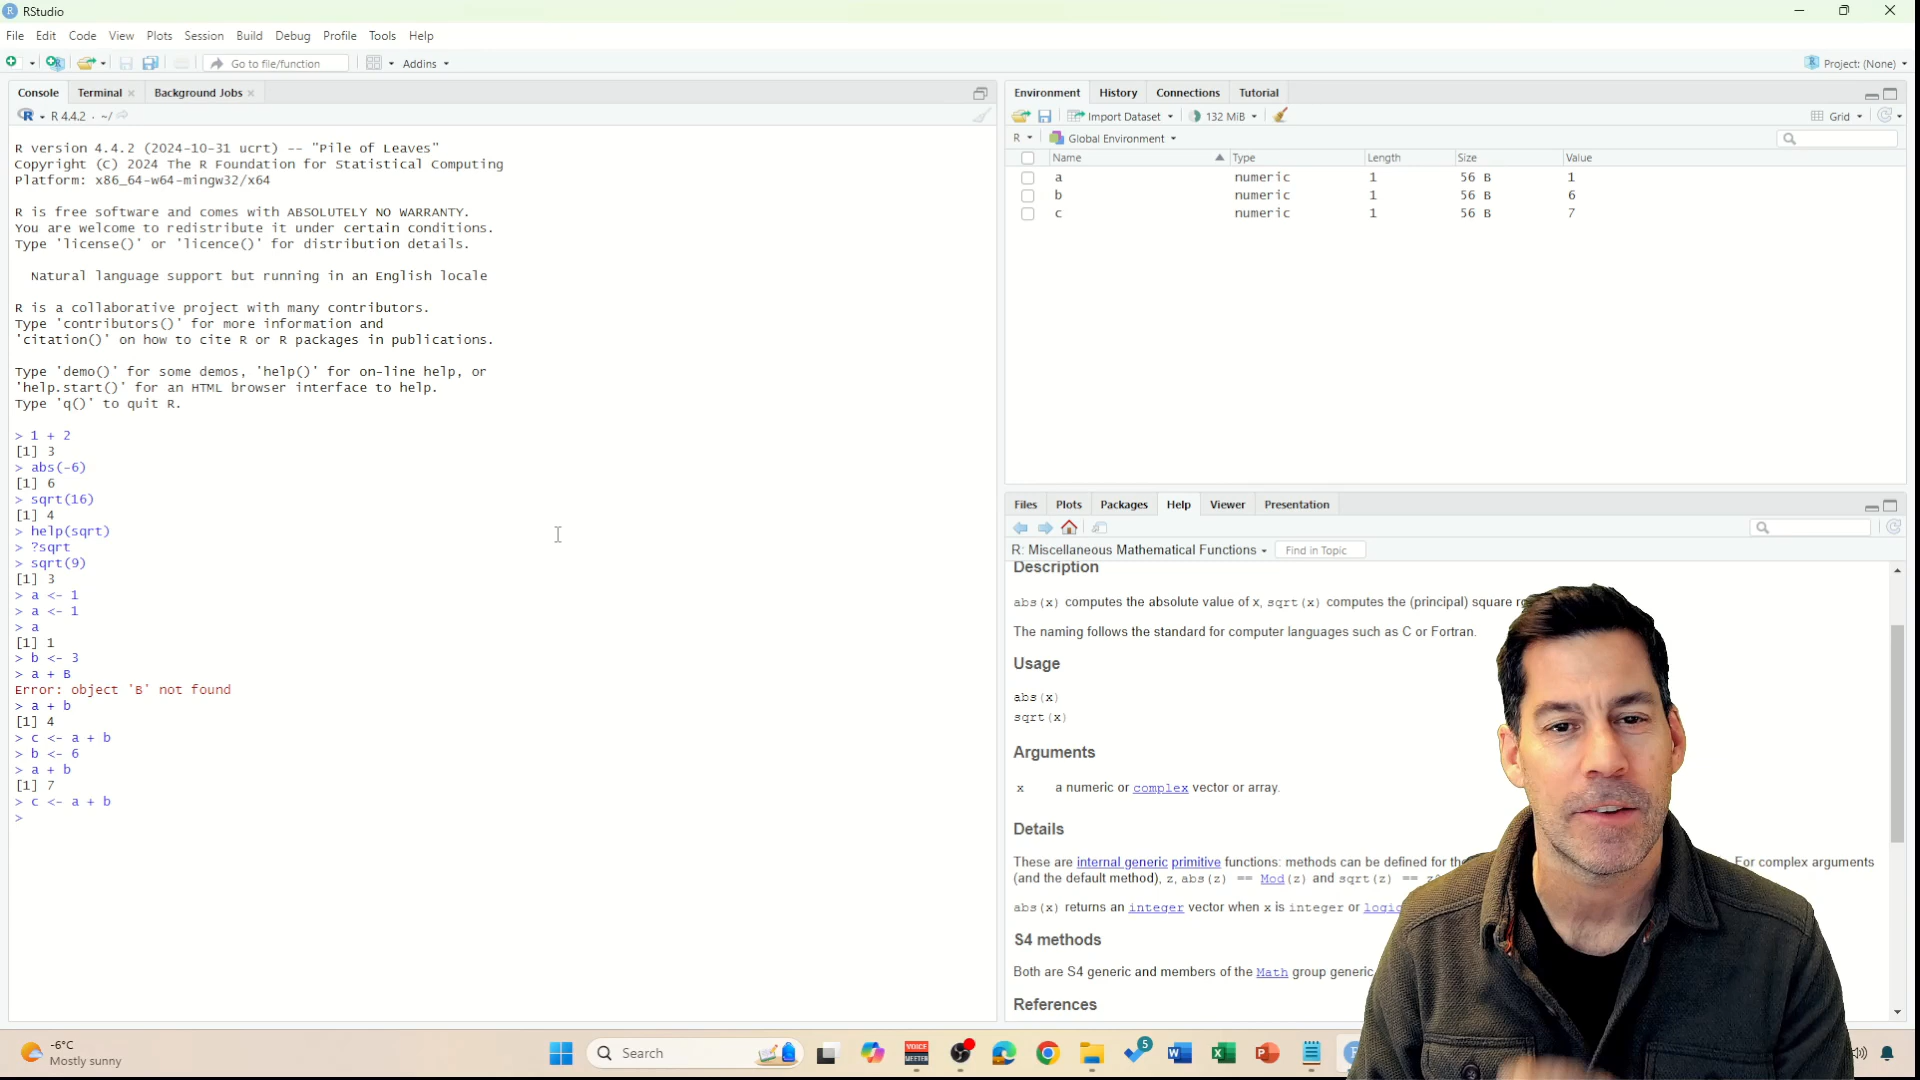 RStudio
File Edit Code View Plots Session Build Debug Profile Tools Help
Go to file/function Addins Project: (None)
Console Terminal Background Jobs
R 4.4.2 · ~/
R version 4.4.2 (2024-10-31 ucrt) -- "Pile of Leaves"
Copyright (C) 2024 The R Foundation for Statistical Computing
Platform: x86_64-w64-mingw32/x64
R is free software and comes with ABSOLUTELY NO WARRANTY.
You are welcome to redistribute it under certain conditions.
Type 'license()' or 'licence()' for distribution details.
Natural language support but running in an English locale
R is a collaborative project with many contributors.
Type 'contributors()' for more information and
'citation()' on how to cite R or R packages in publications.
Type 'demo()' for some demos, 'help()' for on-line help, or
'help.start()' for an HTML browser interface to help.
Type 'q()' to quit R.
> 1 + 2
[1] 3
> abs(-6)
[1] 6
> sqrt(16)
[1] 4
> help(sqrt)
> ?sqrt
> sqrt(9)
[1] 3
> a <- 1
> a <- 1
> a
[1] 1
> b <- 3
> a + B
Error: object 'B' not found
> a + b
[1] 4
> c <- a + b
> b <- 6
> a + b
[1] 7
> c <- a + b
>
Environment History Connections Tutorial
Import Dataset 132 MiB Grid
R Global Environment
Name Type Length Size Value
a numeric 1 56 B 1
b numeric 1 56 B 6
c numeric 1 56 B 7
Files Plots Packages Help Viewer Presentation
R: Miscellaneous Mathematical Functions Find in Topic
Description
abs(x) computes the absolute value of x, sqrt(x) computes the (principal) square
The naming follows the standard for computer languages such as C or Fortran.
Usage
abs(x)
sqrt(x)
Arguments
x a numeric or complex vector or array.
Details
These are internal generic primitive functions: methods can be defined for For complex arguments
(and the default method), z, abs(z) == Mod(z) and sqrt(z) ==
abs(x) returns an integer vector when x is integer or
S4 methods
Both are S4 generic and members of the Math group generic
References
-6°C
Mostly sunny
Search
VOICE
MEETER
5